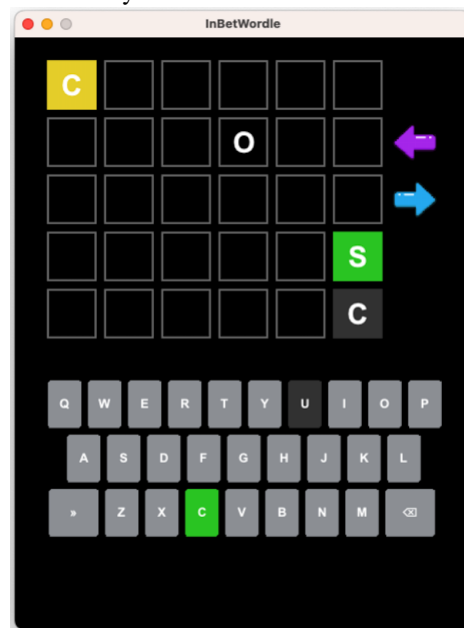 InBetWordle
C
O
S
C
Q W E R T Y U I O P
A S D F G H J K L
» Z X C V B N M ⌫